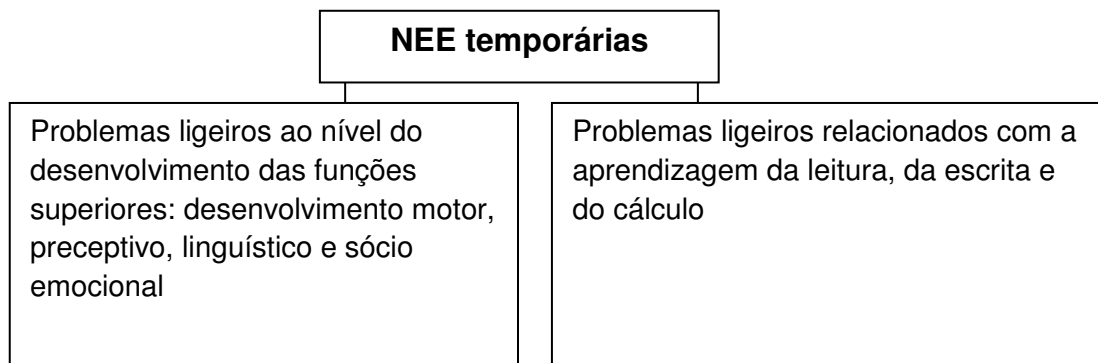 NEE temporárias
Problemas ligeiros ao nível do
desenvolvimento das funções
superiores: desenvolvimento motor,
preceptivo, linguístico e sócio
emocional
Problemas ligeiros relacionados com a
aprendizagem da leitura, da escrita e
do cálculo